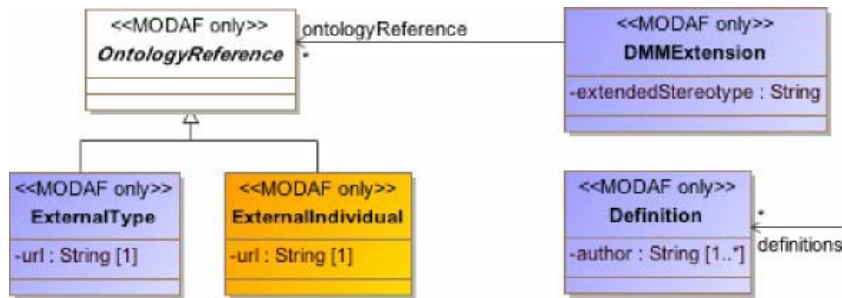 <<MODAF only>>
OntologyReference
ontologyReference
*
<<MODAF only>>
DMMExtension
-extendedStereotype : String
<<MODAF only>>
ExternalType
-url : String [1]
<<MODAF only>>
ExternalIndividual
-url : String [1]
<<MODAF only>>
Definition
-author : String [1..*]
*
definitions